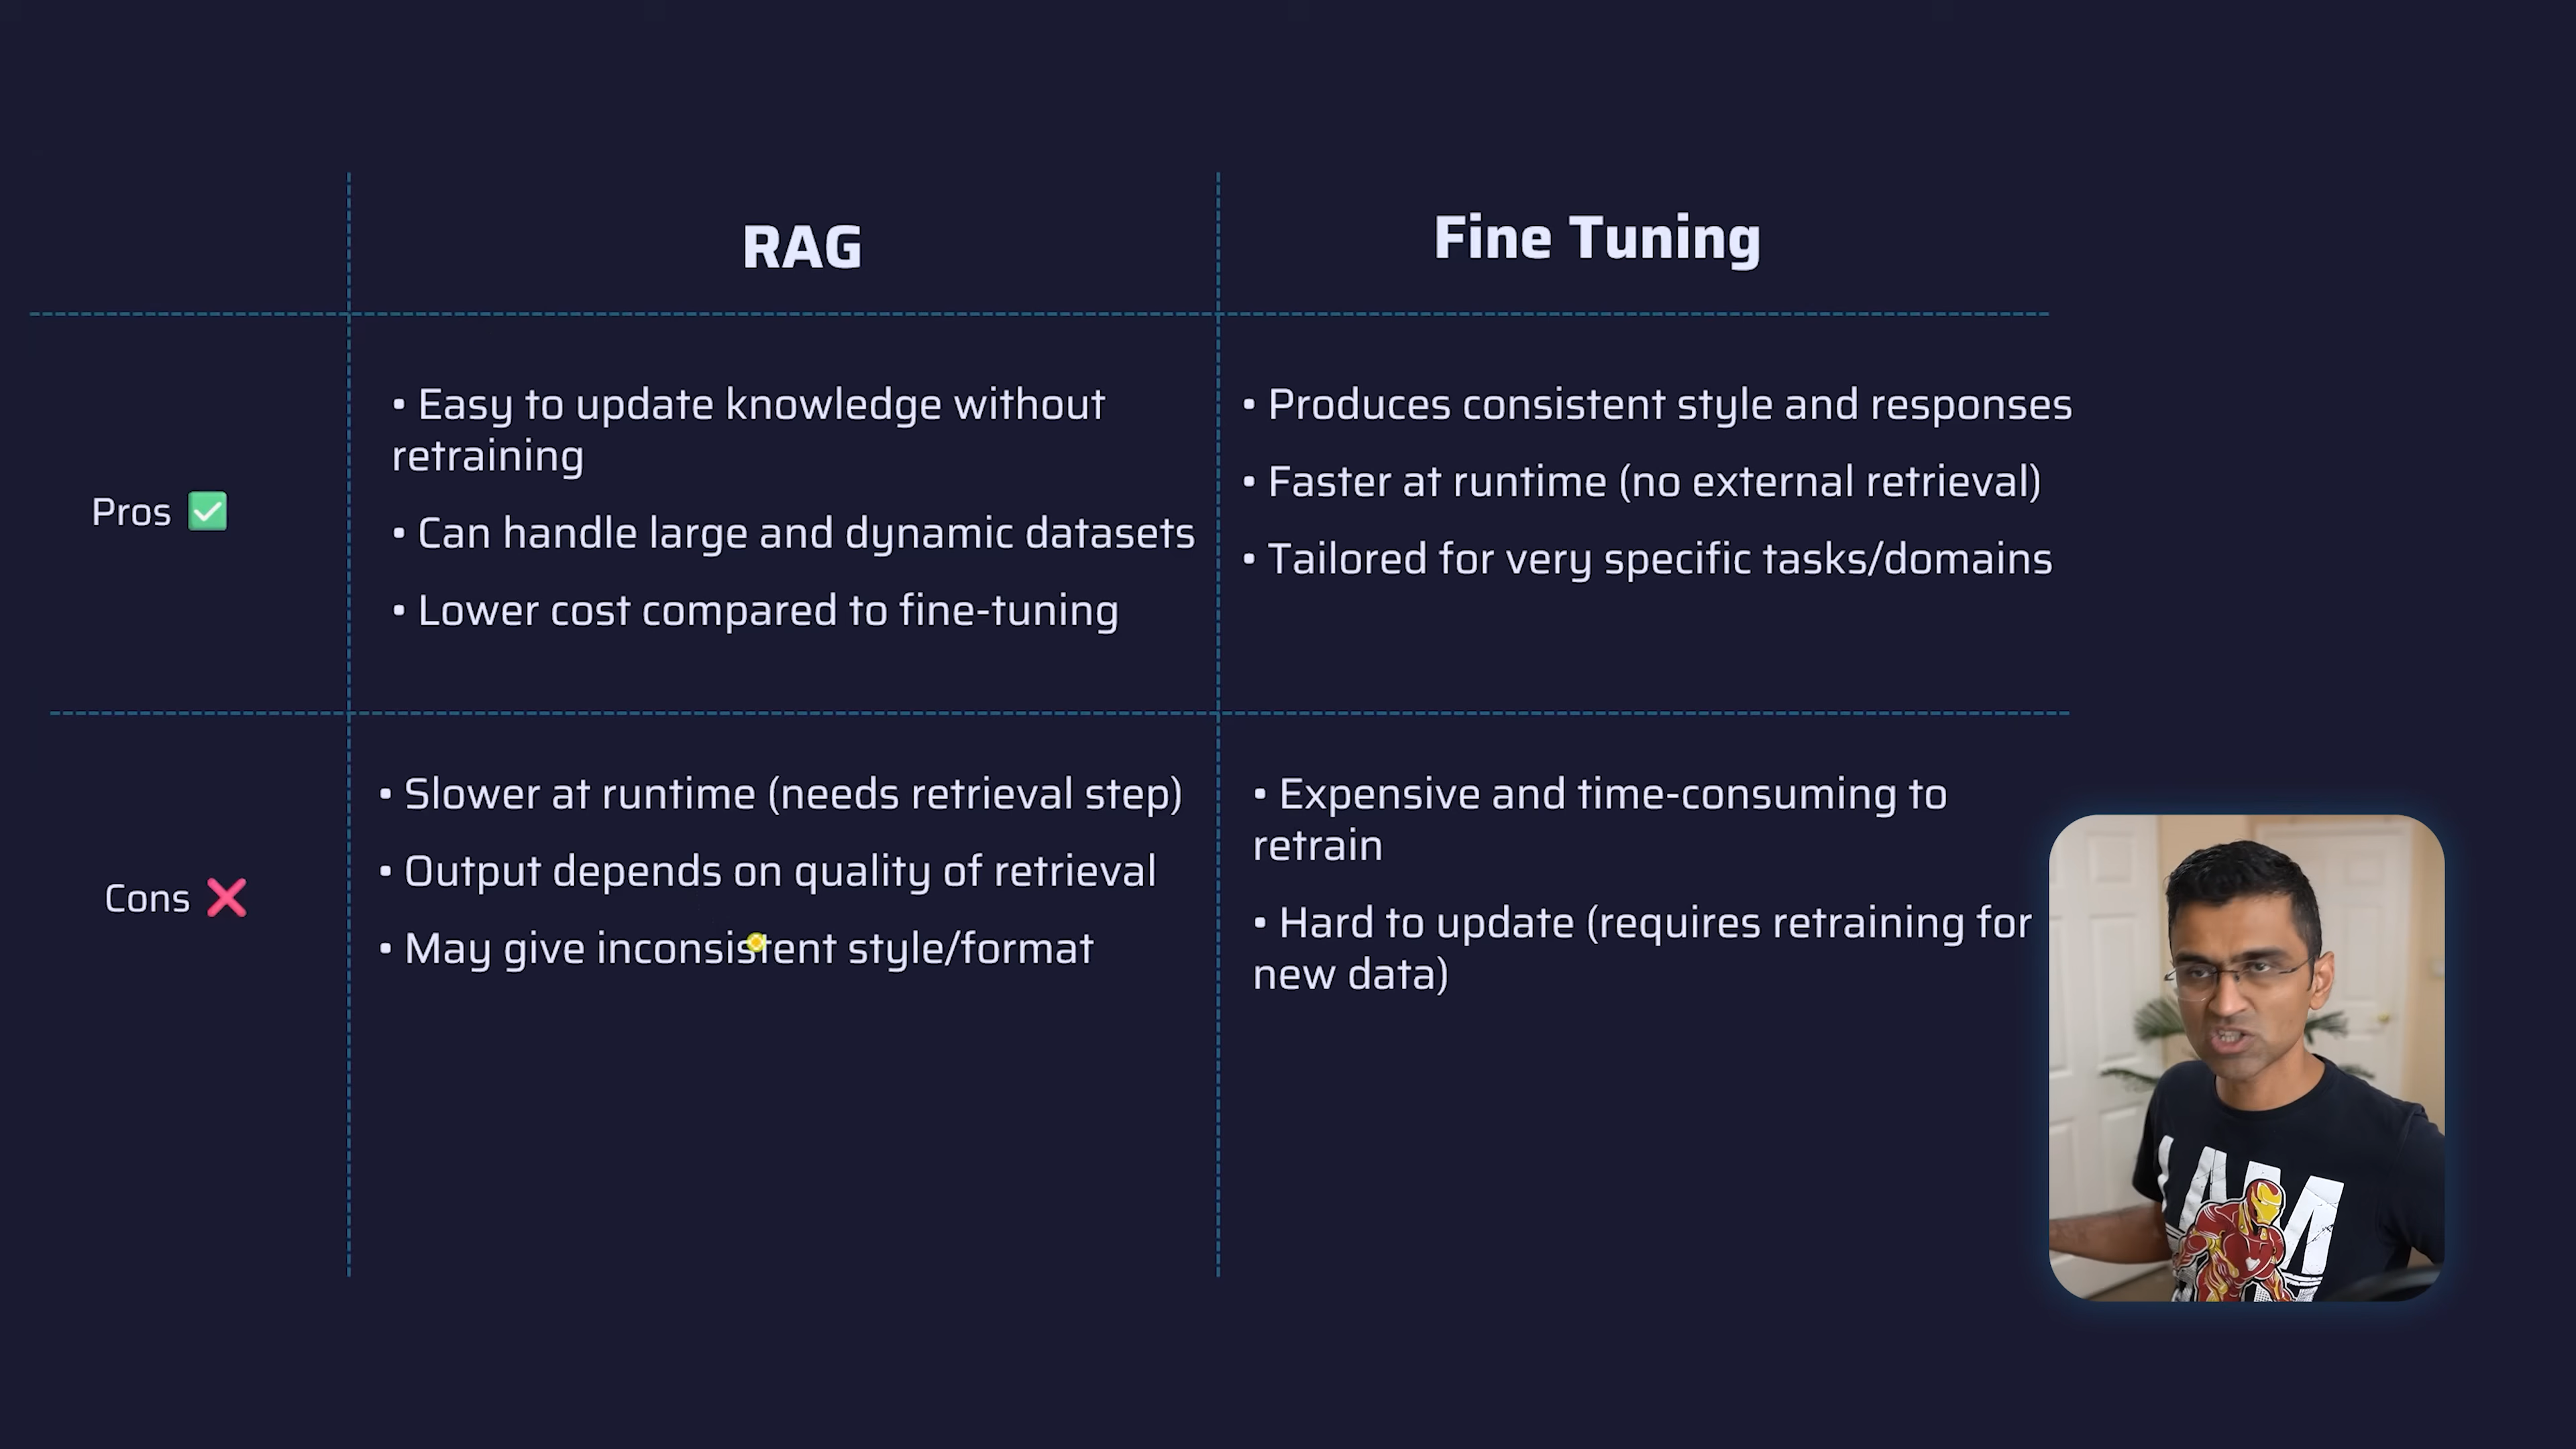 RAG
Fine Tuning
Pros ✅
• Easy to update knowledge without
retraining
• Can handle large and dynamic datasets
• Lower cost compared to fine-tuning
• Produces consistent style and responses
• Faster at runtime (no external retrieval)
• Tailored for very specific tasks/domains
Cons ❌
• Slower at runtime (needs retrieval step)
• Output depends on quality of retrieval
• May give inconsistent style/format
• Expensive and time-consuming to
retrain
• Hard to update (requires retraining for
new data)
I AM